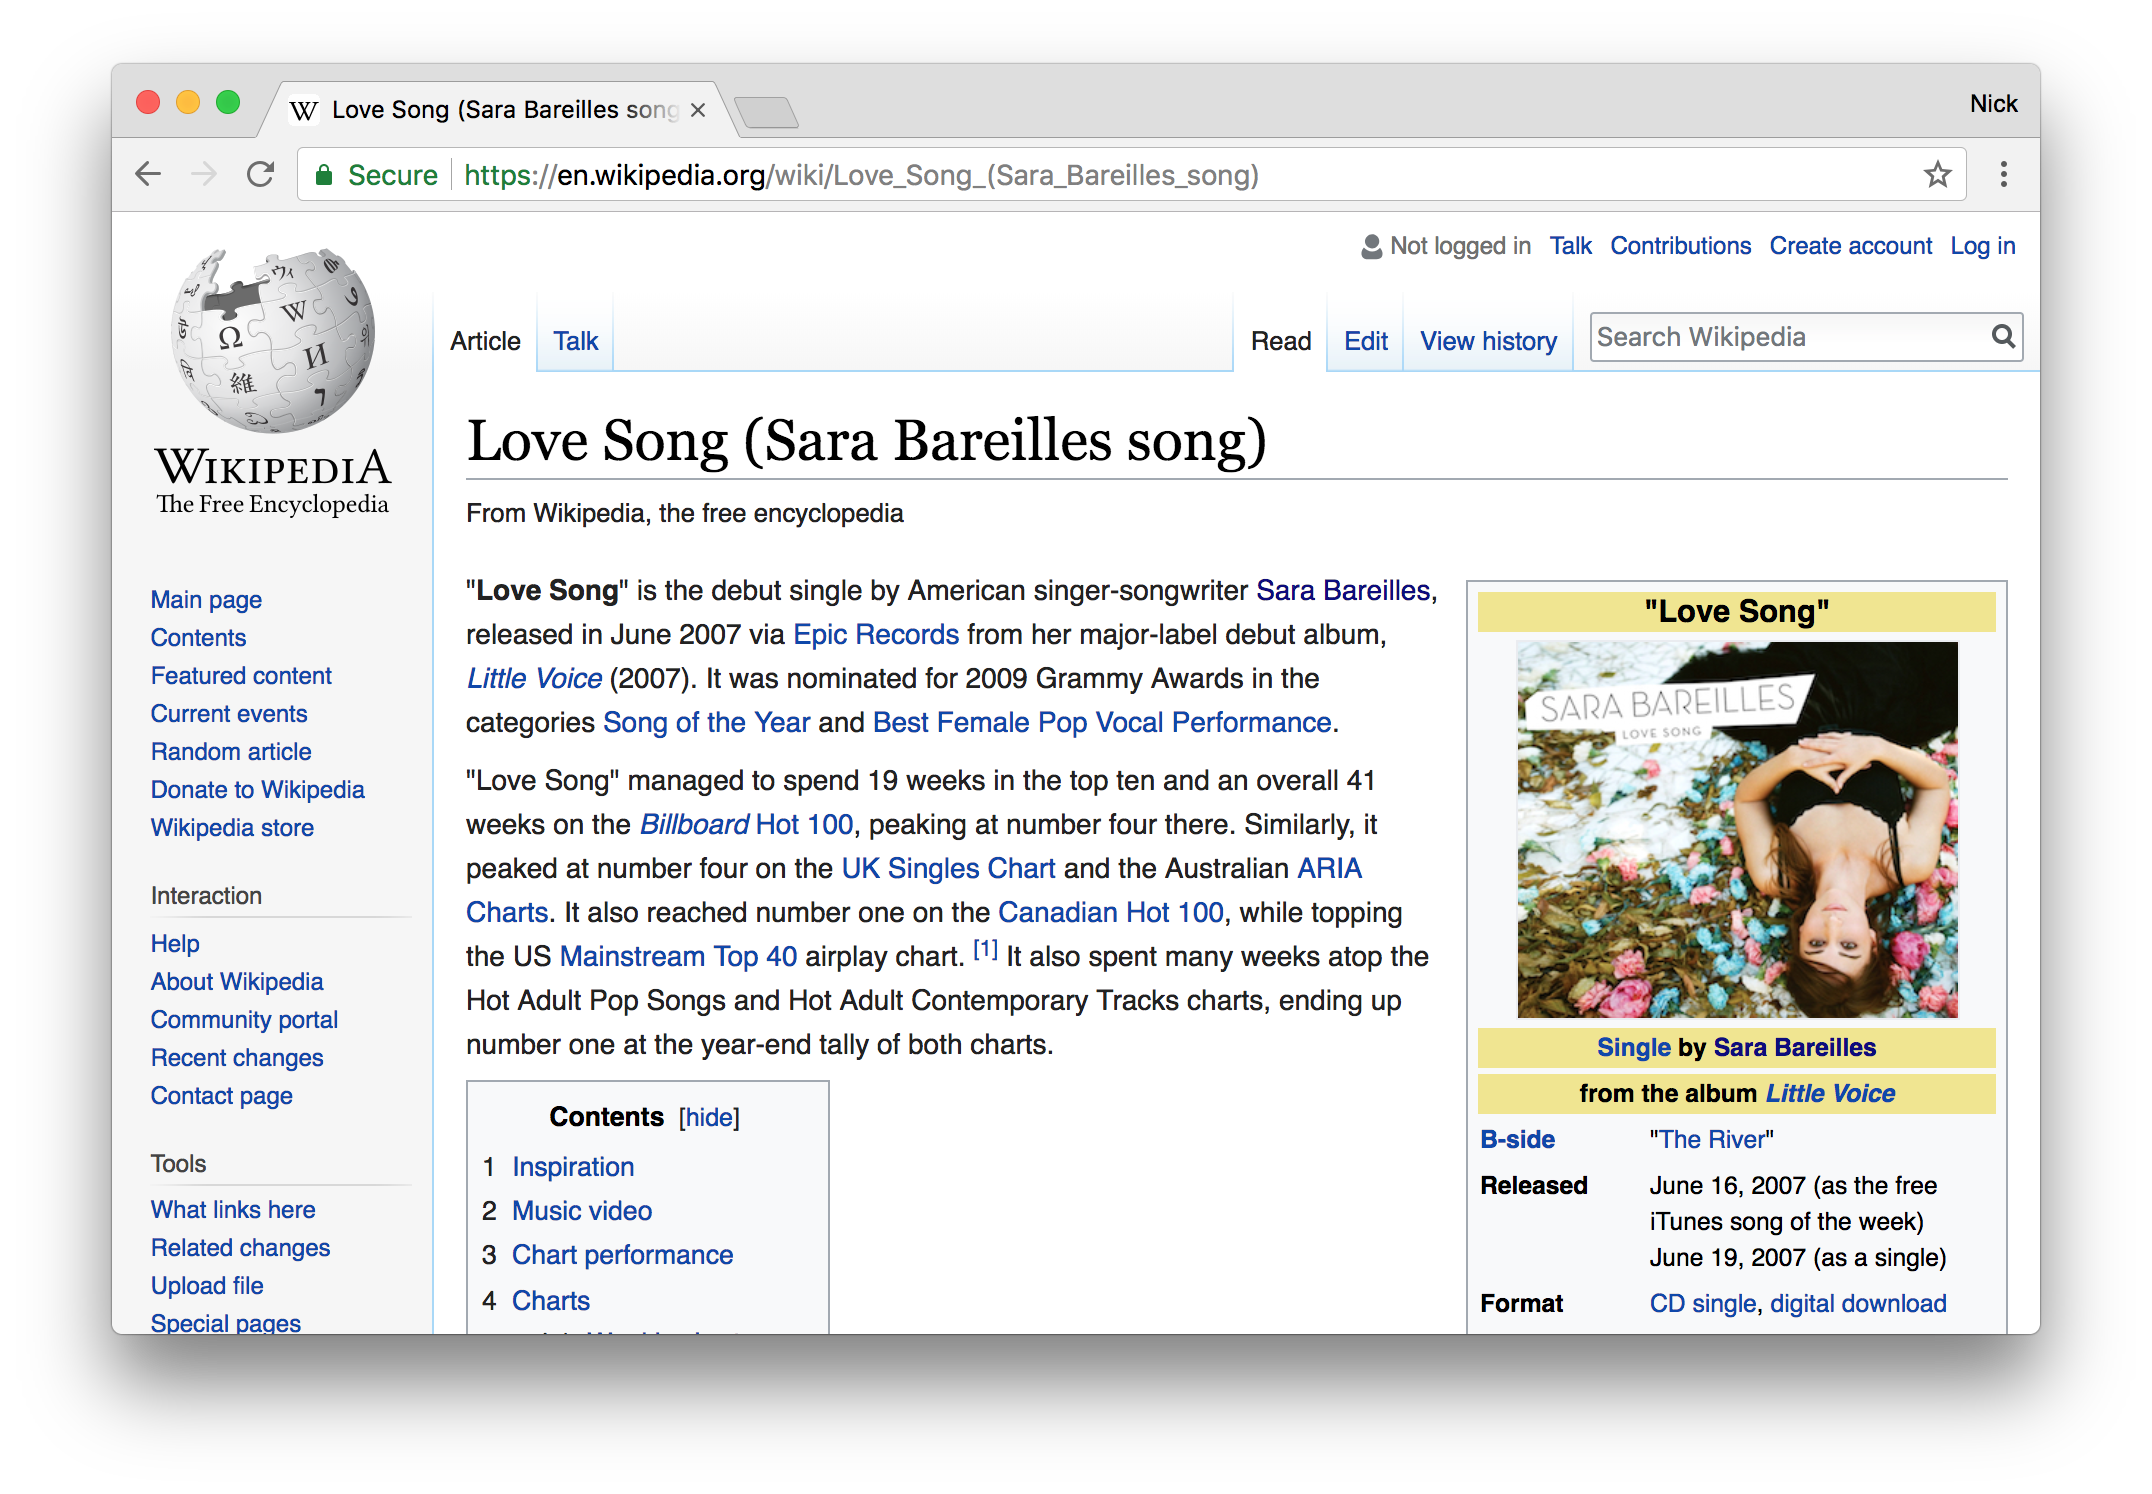 Love Song (Sara Bareilles song
Nick
Secure https://en.wikipedia.org/wiki/Love_Song_(Sara_Bareilles_song)
Not logged in Talk Contributions Create account Log in
Article Talk Read Edit View history Search Wikipedia
WIKIPEDIA
The Free Encyclopedia
Main page
Contents
Featured content
Current events
Random article
Donate to Wikipedia
Wikipedia store
Interaction
Help
About Wikipedia
Community portal
Recent changes
Contact page
Tools
What links here
Related changes
Upload file
Special pages
Love Song (Sara Bareilles song)
From Wikipedia, the free encyclopedia
"Love Song" is the debut single by American singer-songwriter Sara Bareilles,
released in June 2007 via Epic Records from her major-label debut album,
Little Voice (2007). It was nominated for 2009 Grammy Awards in the
categories Song of the Year and Best Female Pop Vocal Performance.
"Love Song" managed to spend 19 weeks in the top ten and an overall 41
weeks on the Billboard Hot 100, peaking at number four there. Similarly, it
peaked at number four on the UK Singles Chart and the Australian ARIA
Charts. It also reached number one on the Canadian Hot 100, while topping
the US Mainstream Top 40 airplay chart. [1] It also spent many weeks atop the
Hot Adult Pop Songs and Hot Adult Contemporary Tracks charts, ending up
number one at the year-end tally of both charts.
Contents [hide]
1 Inspiration
2 Music video
3 Chart performance
4 Charts
"Love Song"
SARA BAREILLES
LOVE SONG
Single by Sara Bareilles
from the album Little Voice
B-side "The River"
Released June 16, 2007 (as the free
iTunes song of the week)
June 19, 2007 (as a single)
Format CD single, digital download